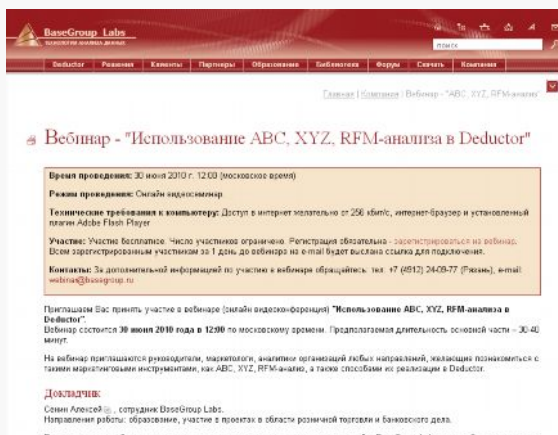 BaseGroup Labs
ТЕХНОЛОГИИ АНАЛИЗА ДАННЫХ
поиск
Deductor Решения Клиенты Партнеры Образование Библиотека Форум Скачать Компания
Главная | Компания | Вебинар - "ABC, XYZ, RFM-анализ"
Вебинар - "Использование ABC, XYZ, RFM-анализа в Deductor"
Время проведения: 30 июня 2010 г. 12:00 (московское время)
Режим проведения: Онлайн видеосеминар
Технические требования к компьютеру: Доступ в интернет желательно от 256 кбит/с, интернет-браузер и установленный
плагин Adobe Flash Player
Участие: Участие бесплатное. Число участников ограничено. Регистрация обязательна - зарегистрироваться на вебинар.
Всем зарегистрированным участникам за 1 день до вебинара на e-mail будет выслана ссылка для подключения.
Контакты: За дополнительной информацией по участию в вебинаре обращайтесь: тел. +7 (4912) 24-09-77 (Рязань), e-mail:
webinar@basegroup.ru
Приглашаем Вас принять участие в вебинаре (онлайн видеоконференция) "Использование ABC, XYZ, RFM-анализа в
Deductor".
Вебинар состоится 30 июня 2010 года в 12:00 по московскому времени. Предполагаемая длительность основной части – 30-40
минут.
На вебинар приглашаются руководители, маркетологи, аналитики организаций любых направлений, желающие познакомиться с
такими маркетинговыми инструментами, как ABC, XYZ, RFM-анализ, а также способами их реализации в Deductor.
Докладчик
Сенин Алексей, сотрудник BaseGroup Labs.
Направления работы: образование, участие в проектах в области розничной торговли и банковского дела.